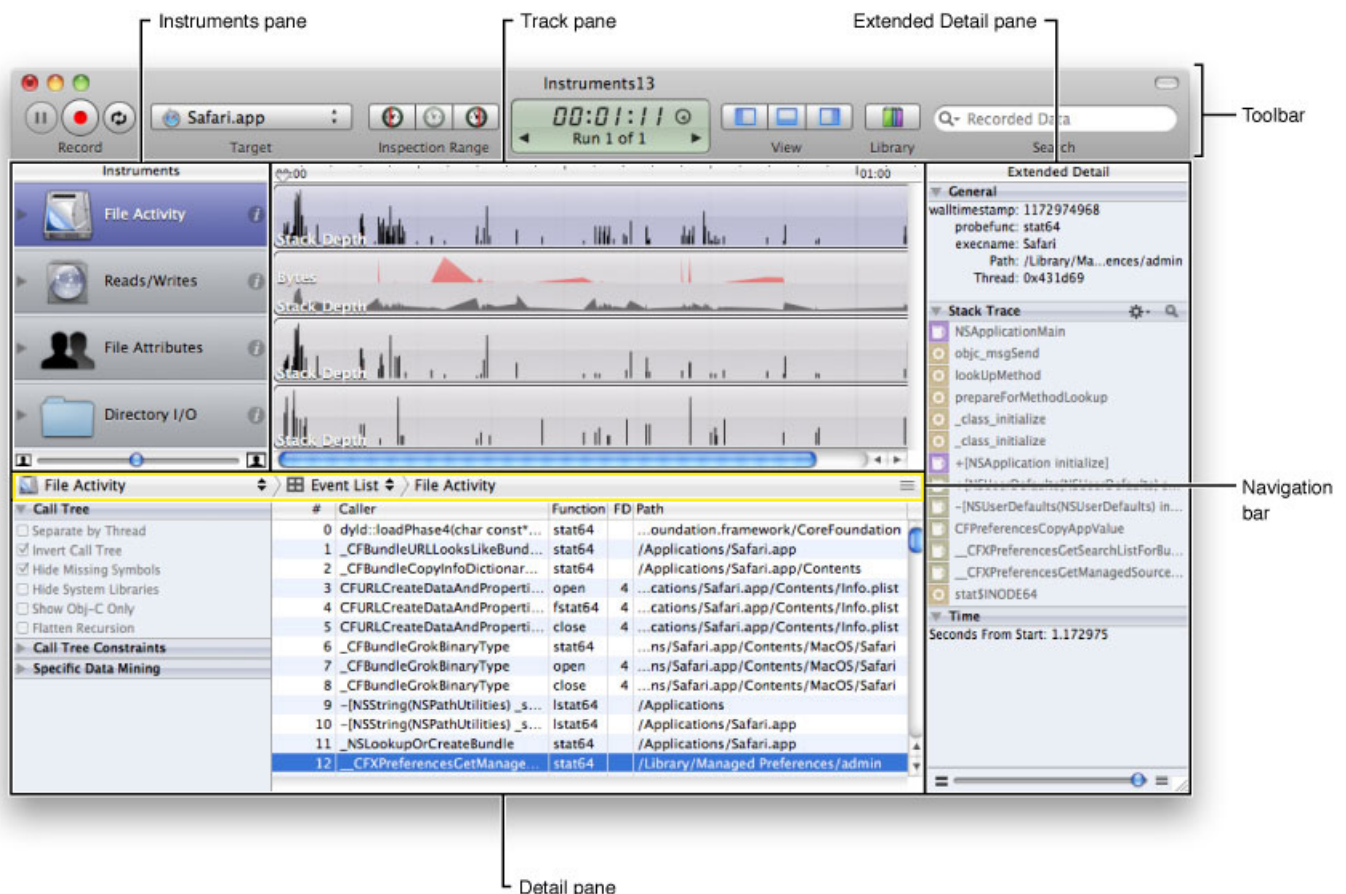 Instruments pane
Track pane
Extended Detail pane
Instruments13
Safari.app
00:01:11
Run 1 of 1
Recorded Data
Toolbar
Record
Target
Inspection Range
View
Library
Search
Instruments
00:00
01:00
Extended Detail
File Activity
Stack Depth
Reads/Writes
Bytes
Stack Depth
File Attributes
Stack Depth
Directory I/O
Stack Depth
General
walltimestamp: 1172974968
probefunc: stat64
execname: Safari
Path: /Library/Ma...ences/admin
Thread: 0x431d69
Stack Trace
NSApplicationMain
objc_msgSend
lookUpMethod
prepareForMethodLookup
_class_initialize
_class_initialize
+[NSApplication initialize]
-[NSUserDefaults(NSUserDefaults) in...
CFPreferencesCopyAppValue
__CFXPreferencesGetSearchListForBu...
__CFXPreferencesGetManagedSource...
stat$INODE64
Time
Seconds From Start: 1.172975
Navigation
bar
File Activity
Event List
File Activity
Call Tree
Separate by Thread
Invert Call Tree
Hide Missing Symbols
Hide System Libraries
Show Obj-C Only
Flatten Recursion
Call Tree Constraints
Specific Data Mining
# Caller Function FD Path
0 dyld::loadPhase4(char const*... stat64 ...oundation.framework/CoreFoundation
1 _CFBundleURLLooksLikeBund... stat64 /Applications/Safari.app
2 _CFBundleCopyInfoDictionar... stat64 /Applications/Safari.app/Contents
3 CFURLCreateDataAndProperti... open 4 ...cations/Safari.app/Contents/Info.plist
4 CFURLCreateDataAndProperti... fstat64 4 ...cations/Safari.app/Contents/Info.plist
5 CFURLCreateDataAndProperti... close 4 ...cations/Safari.app/Contents/Info.plist
6 _CFBundleGrokBinaryType stat64 ...ns/Safari.app/Contents/MacOS/Safari
7 _CFBundleGrokBinaryType open 4 ...ns/Safari.app/Contents/MacOS/Safari
8 _CFBundleGrokBinaryType close 4 ...ns/Safari.app/Contents/MacOS/Safari
9 -[NSString(NSPathUtilities) _s... lstat64 /Applications
10 -[NSString(NSPathUtilities) _s... lstat64 /Applications/Safari.app
11 _NSLookupOrCreateBundle stat64 /Applications/Safari.app
12 __CFXPreferencesGetManage... stat64 /Library/Managed Preferences/admin
Detail pane